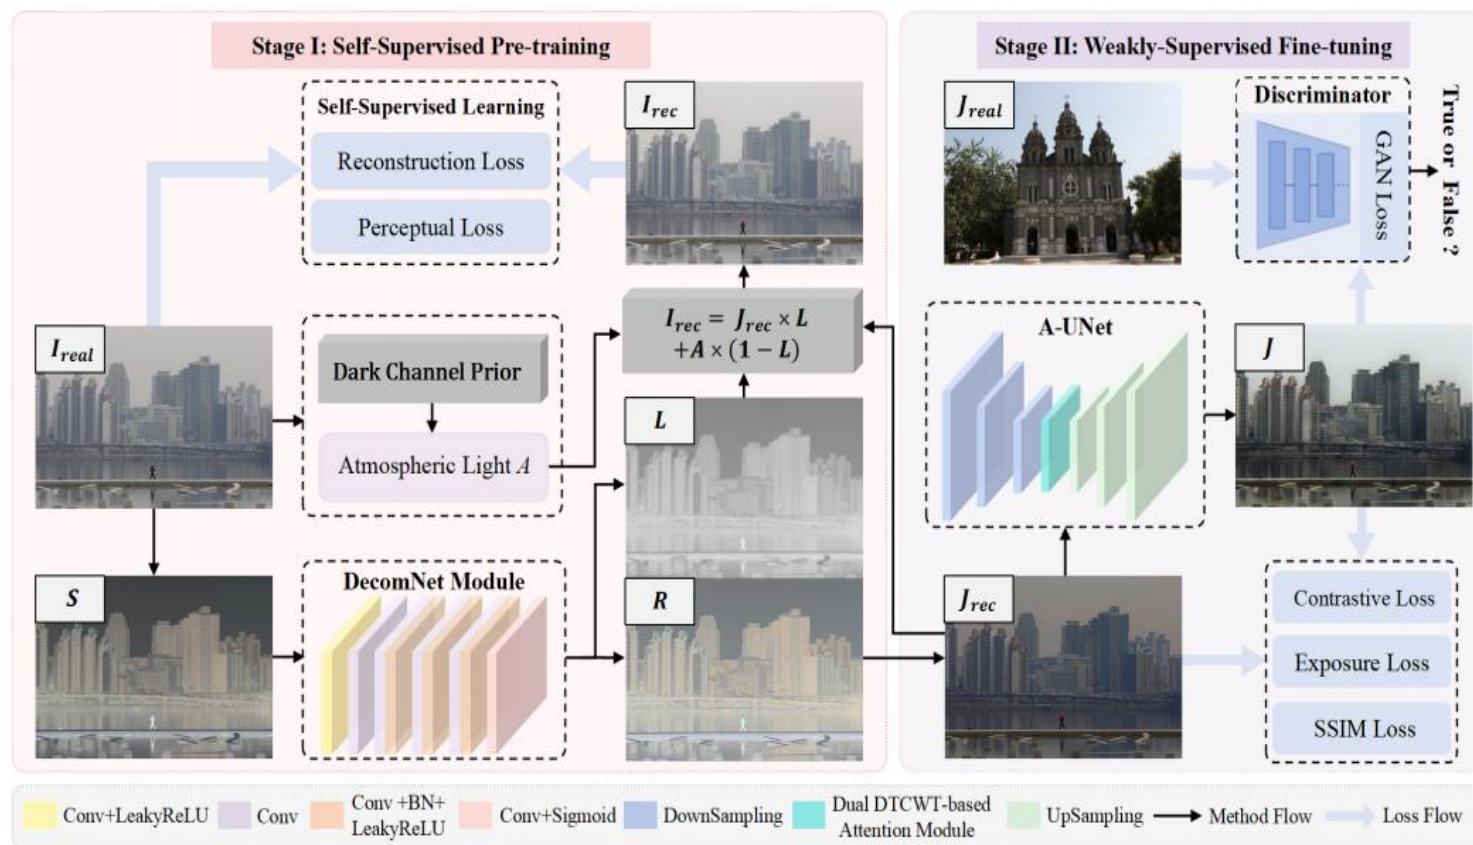 Stage I: Self-Supervised Pre-training
Self-Supervised Learning
Reconstruction Loss
Perceptual Loss
I_rec
I_real
Dark Channel Prior
Atmospheric Light A
I_rec = J_rec × L
+A × (1 − L)
L
S
DecomNet Module
R
Stage II: Weakly-Supervised Fine-tuning
J_real
Discriminator
GAN Loss
True or False ?
A-UNet
J
J_rec
Contrastive Loss
Exposure Loss
SSIM Loss
Conv+LeakyReLU
Conv
Conv +BN+
LeakyReLU
Conv+Sigmoid
DownSampling
Dual DTCWT-based
Attention Module
UpSampling
Method Flow
Loss Flow